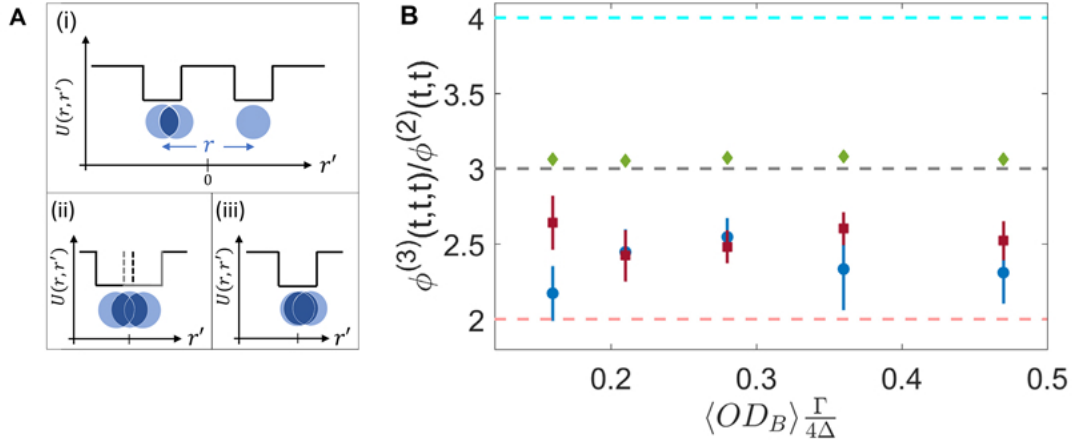 A
(i)
U(r, r′)
r
r′
0
(ii)
U(r, r′)
r′
(iii)
U(r, r′)
r′
B
ϕ(3)(t,t,t)/ϕ(2)(t,t)
4
3.5
3
2.5
2
0.2
0.3
0.4
0.5
⟨OD_B⟩ Γ/4Δ